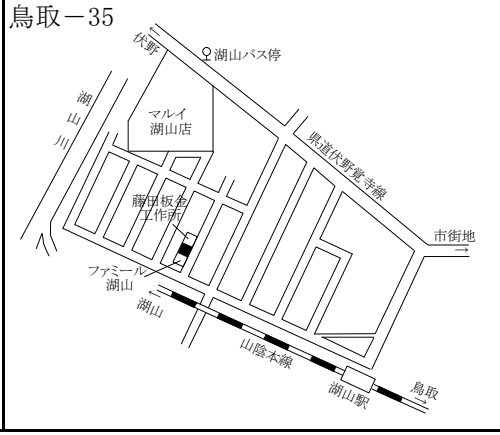 鳥取－35
伏野
湖山バス停
湖山川
マルイ
湖山店
県道伏野覚寺線
藤田板金
工作所
市街地
ファミール
湖山
湖山
山陰本線
湖山駅
鳥取